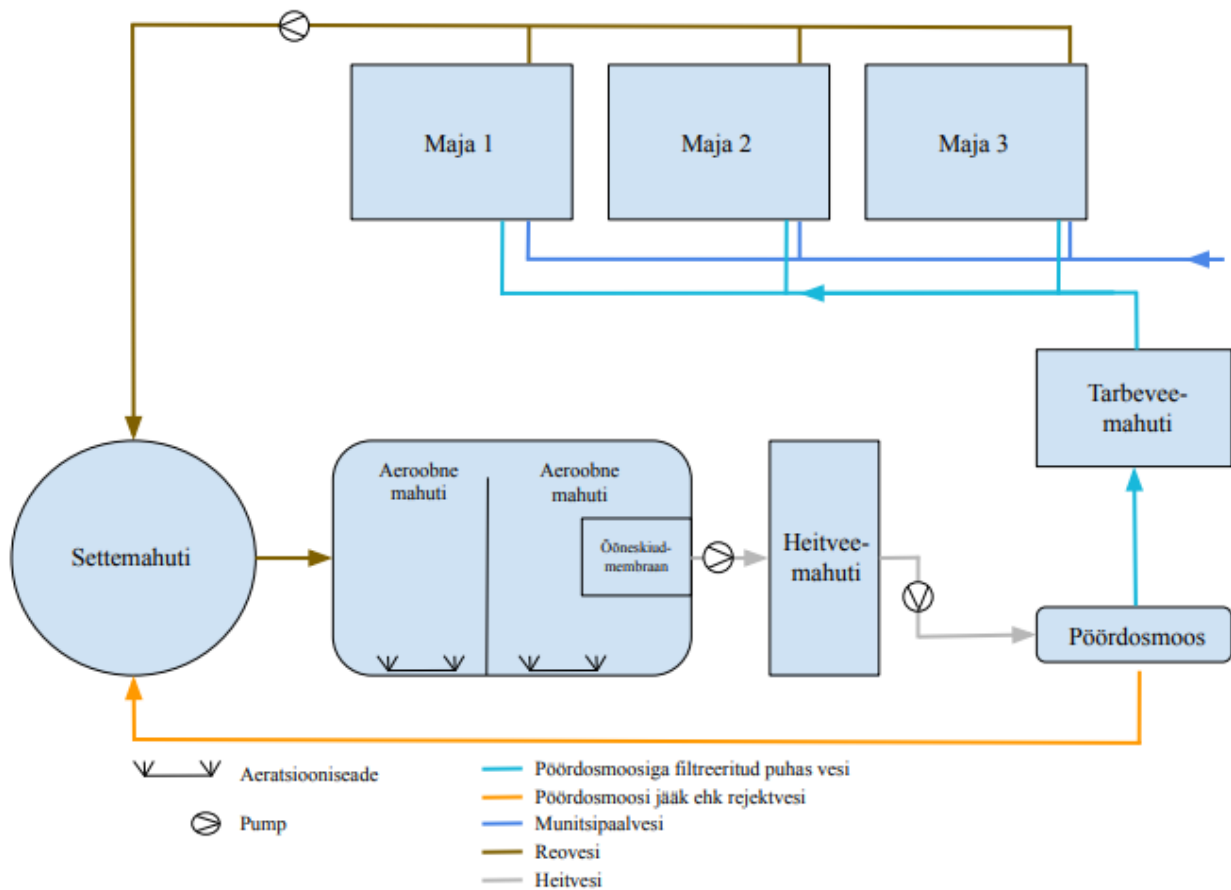 Maja 1
Maja 2
Maja 3
Tarbevee-
mahuti
Settemahuti
Aeroobne
mahuti
Aeroobne
mahuti
Õõneskiud-
membraan
Heitvee-
mahuti
Pöördosmoos
Aeratsiooniseade
Pump
Pöördosmoosiga filtreeritud puhas vesi
Pöördosmoosi jääk ehk rejektvesi
Munitsipaalvesi
Reovesi
Heitvesi